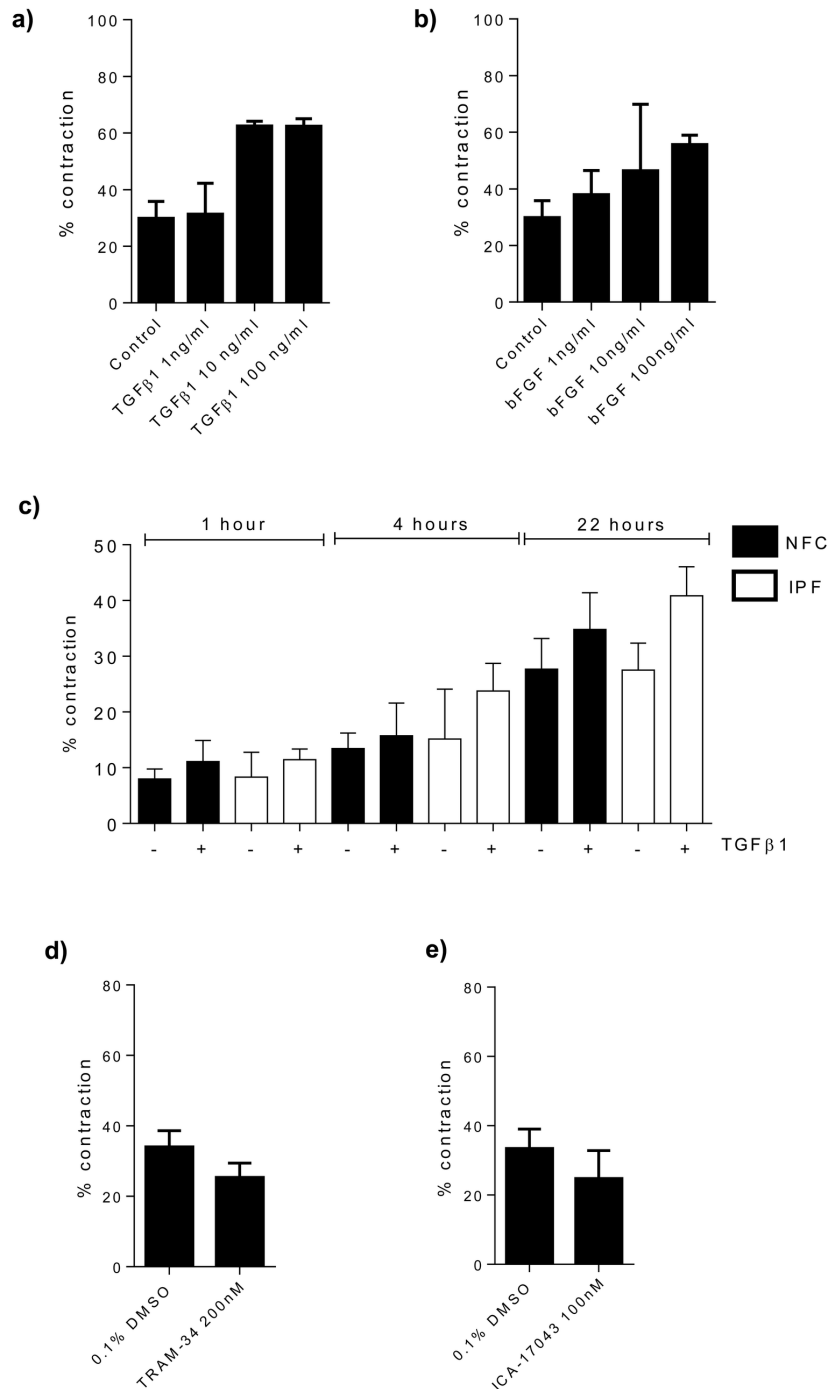 a)
% contraction
100
80
60
40
20
0
Control
TGFβ1 1ng/ml
TGFβ1 10 ng/ml
TGFβ1 100 ng/ml
b)
% contraction
100
80
60
40
20
0
Control
bFGF 1ng/ml
bFGF 10ng/ml
bFGF 100ng/ml
c)
1 hour 4 hours 22 hours
% contraction
50
40
30
20
10
0
- + - + - + - + - + - + TGFβ1
NFC
IPF
d)
% contraction
80
60
40
20
0
0.1% DMSO
TRAM-34 200nM
e)
% contraction
80
60
40
20
0
0.1% DMSO
ICA-17043 100nM